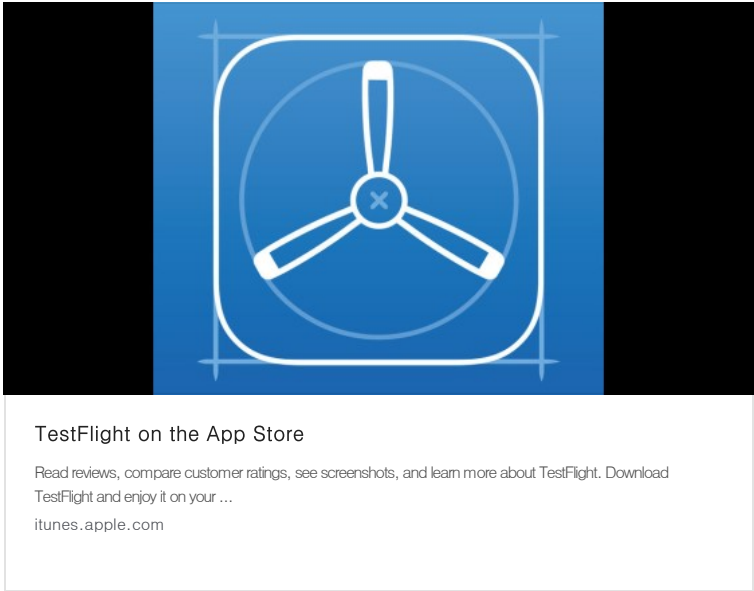 TestFlight on the App Store
Read reviews, compare customer ratings, see screenshots, and learn more about TestFlight. Download
TestFlight and enjoy it on your ...
itunes.apple.com